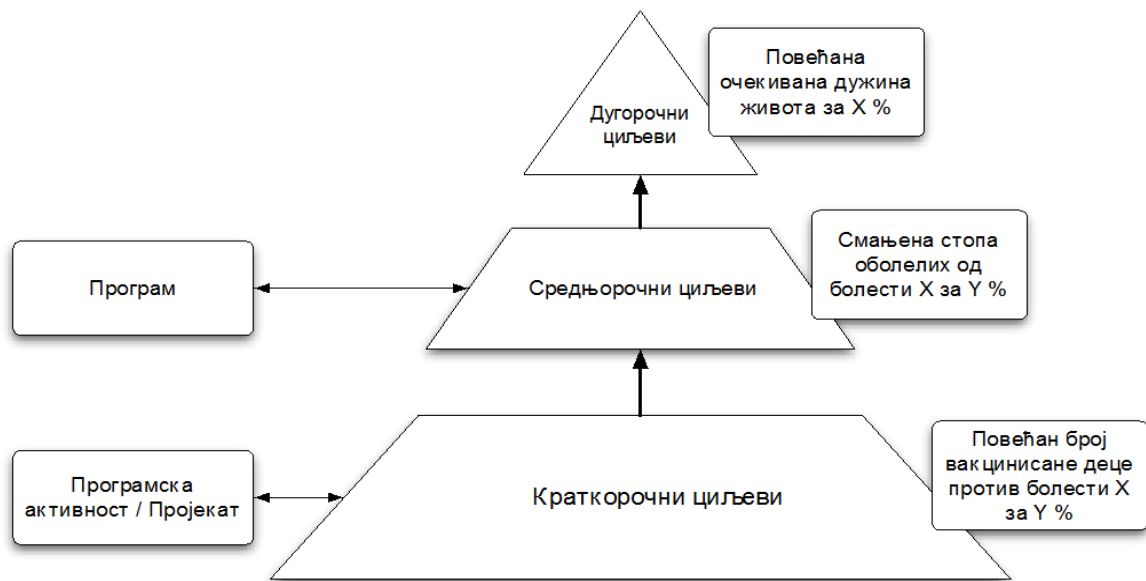 Повећана
очекивана дужина
живота за X %
Дугорочни
циљеви
Смањена стопа
оболелих од
болести X за Y %
Програм
Средњорочни циљеви
Повећан број
вакцинисане деце
против болести X
за Y %
Програмска
активност / Пројекат
Краткорочни циљеви